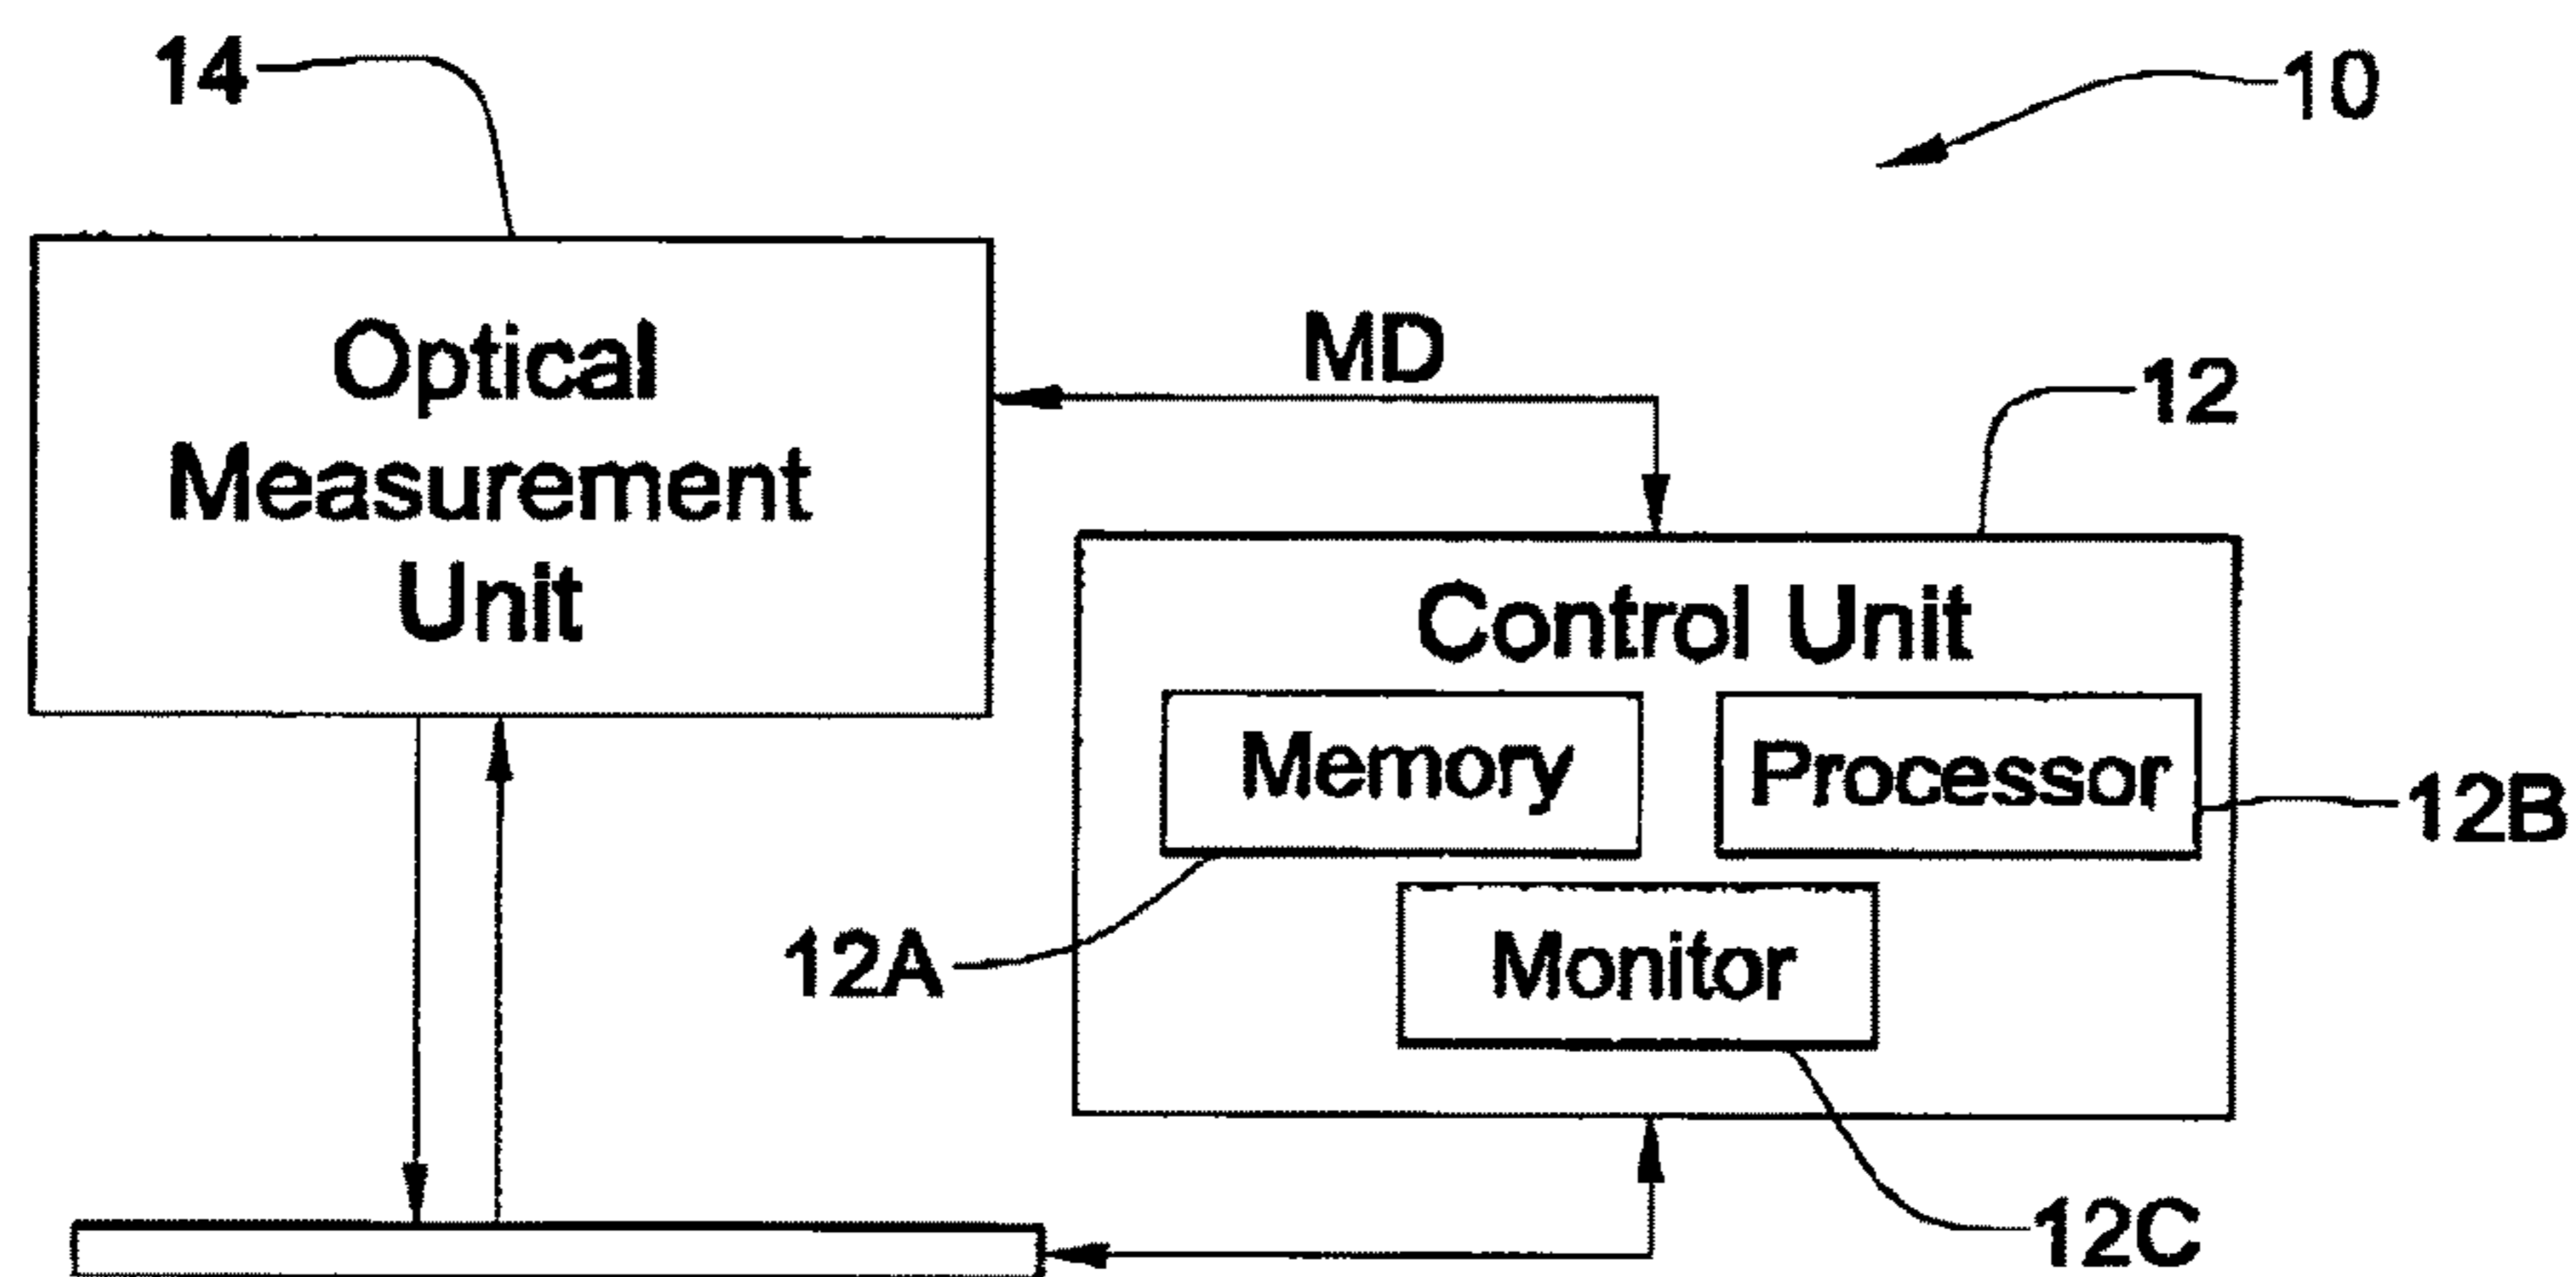 14
10
Optical
Measurement
Unit
MD
12
Control Unit
Memory
Processor
12B
12A
Monitor
12C